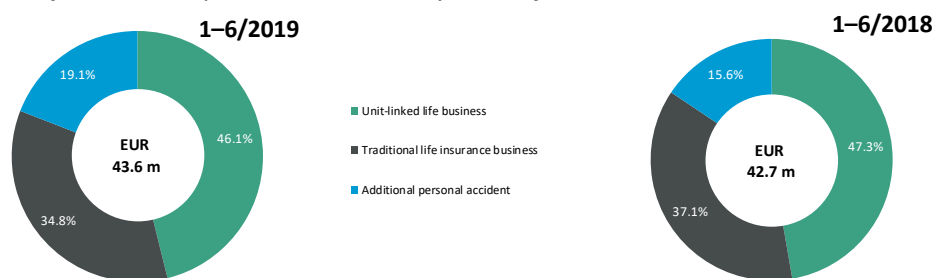 1–6/2019
19.1%
46.1%
34.8%
EUR
43.6 m
Unit-linked life business
Traditional life insurance business
Additional personal accident
1–6/2018
15.6%
47.3%
37.1%
EUR
42.7 m